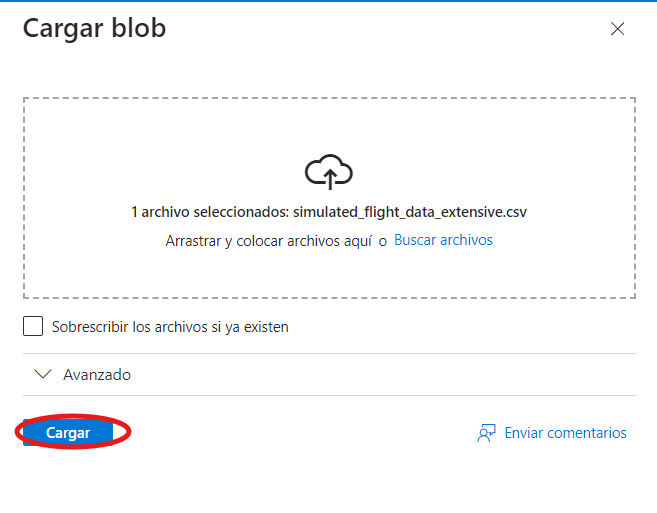 Cargar blob
1 archivo seleccionados: simulated_flight_data_extensive.csv
Arrastrar y colocar archivos aquí o Buscar archivos
Sobrescribir los archivos si ya existen
Avanzado
Cargar
Enviar comentarios